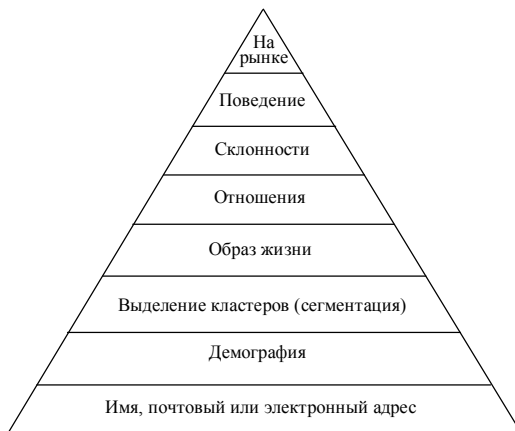 На
рынке
Поведение
Склонности
Отношения
Образ жизни
Выделение кластеров (сегментация)
Демография
Имя, почтовый или электронный адрес